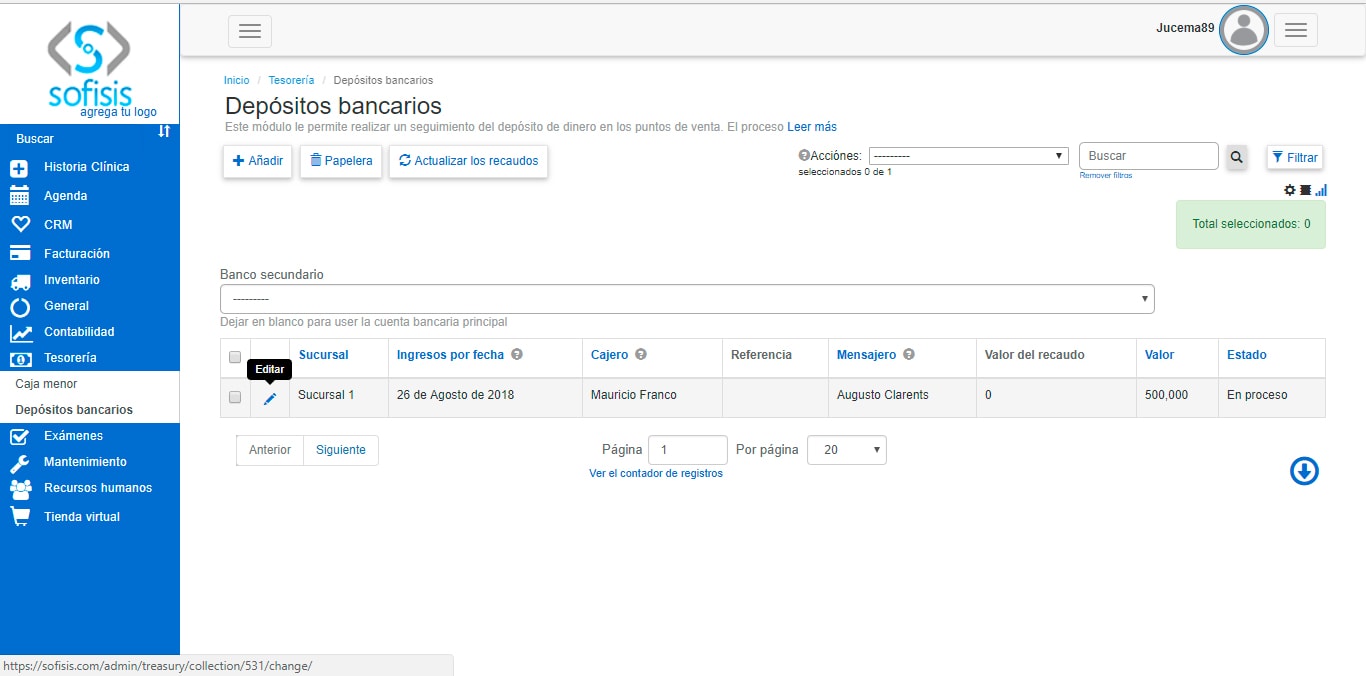 Jucema89
sofisis
agrega tu logo
Buscar
Historia Clínica
Agenda
CRM
Facturación
Inventario
General
Contabilidad
Tesorería
Caja menor
Depósitos bancarios
Exámenes
Mantenimiento
Recursos humanos
Tienda virtual
Inicio / Tesorería / Depósitos bancarios
Depósitos bancarios
Este módulo le permite realizar un seguimiento del depósito de dinero en los puntos de venta. El proceso Leer más
Añadir Papelera Actualizar los recaudos
Acciónes: --------- Buscar Filtrar
seleccionados 0 de 1
Remover filtros
Total seleccionados: 0
Banco secundario
---------
Dejar en blanco para user la cuenta bancaria principal
Sucursal Ingresos por fecha Cajero Referencia Mensajero Valor del recaudo Valor Estado
Editar
Sucursal 1 26 de Agosto de 2018 Mauricio Franco Augusto Clarents 0 500,000 En proceso
Anterior Siguiente Página 1 Por página 20
Ver el contador de registros
https://sofisis.com/admin/treasury/collection/531/change/